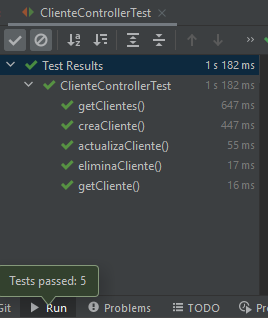 ClienteControllerTest
Test Results 1 s 182 ms
ClienteControllerTest 1 s 182 ms
getClientes() 647 ms
creaCliente() 447 ms
actualizaCliente() 55 ms
eliminaCliente() 17 ms
getCliente() 16 ms
Tests passed: 5
Git Run Problems TODO